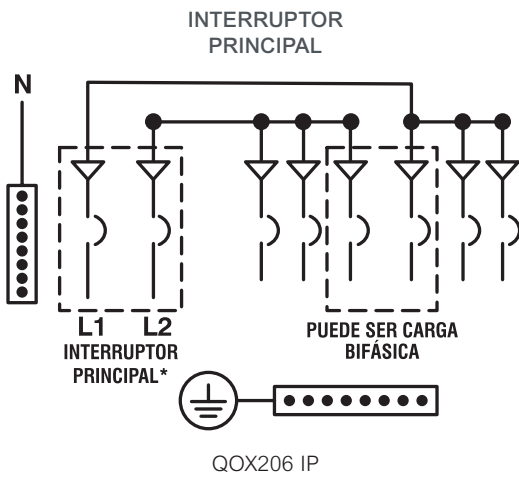 INTERRUPTOR
PRINCIPAL
N
L1 L2
INTERRUPTOR
PRINCIPAL*
PUEDE SER CARGA
BIFÁSICA
QOX206 IP